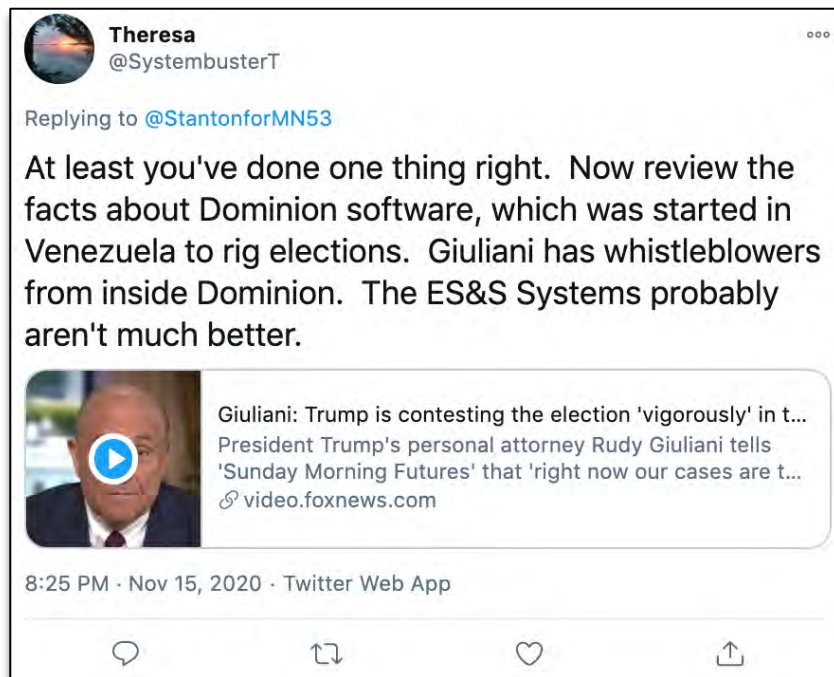 Theresa
@SystembusterT
Replying to @StantonforMN53
At least you've done one thing right.  Now review the
facts about Dominion software, which was started in
Venezuela to rig elections.  Giuliani has whistleblowers
from inside Dominion.  The ES&S Systems probably
aren't much better.
Giuliani: Trump is contesting the election 'vigorously' in t...
President Trump's personal attorney Rudy Giuliani tells
'Sunday Morning Futures' that 'right now our cases are t...
video.foxnews.com
8:25 PM · Nov 15, 2020 · Twitter Web App